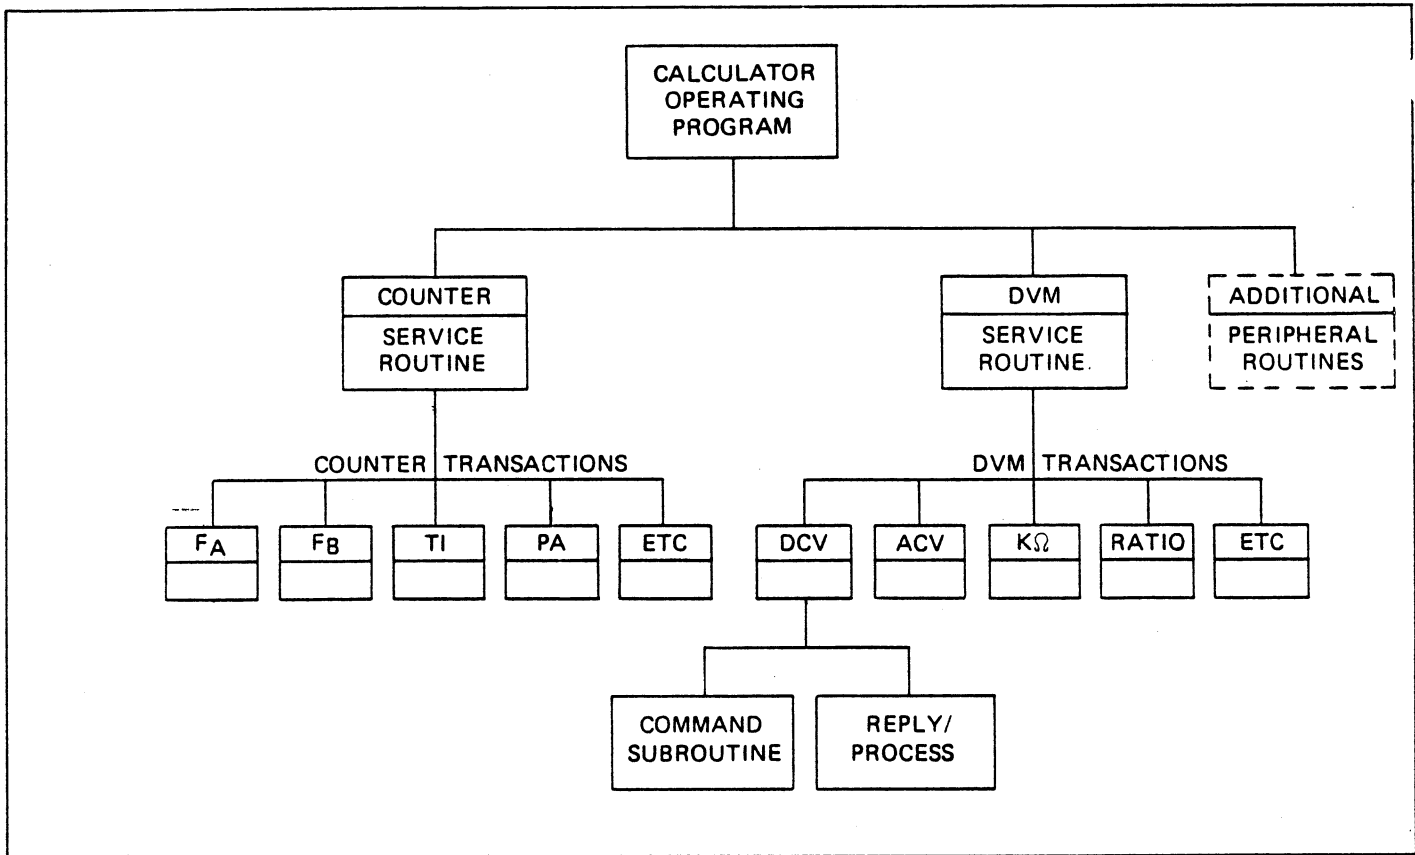 CALCULATOR
OPERATING
PROGRAM
COUNTER
SERVICE
ROUTINE
DVM
SERVICE
ROUTINE.
ADDITIONAL
PERIPHERAL
ROUTINES
COUNTER TRANSACTIONS
DVM TRANSACTIONS
FA
FB
TI
PA
ETC
DCV
ACV
KΩ
RATIO
ETC
COMMAND
SUBROUTINE
REPLY/
PROCESS